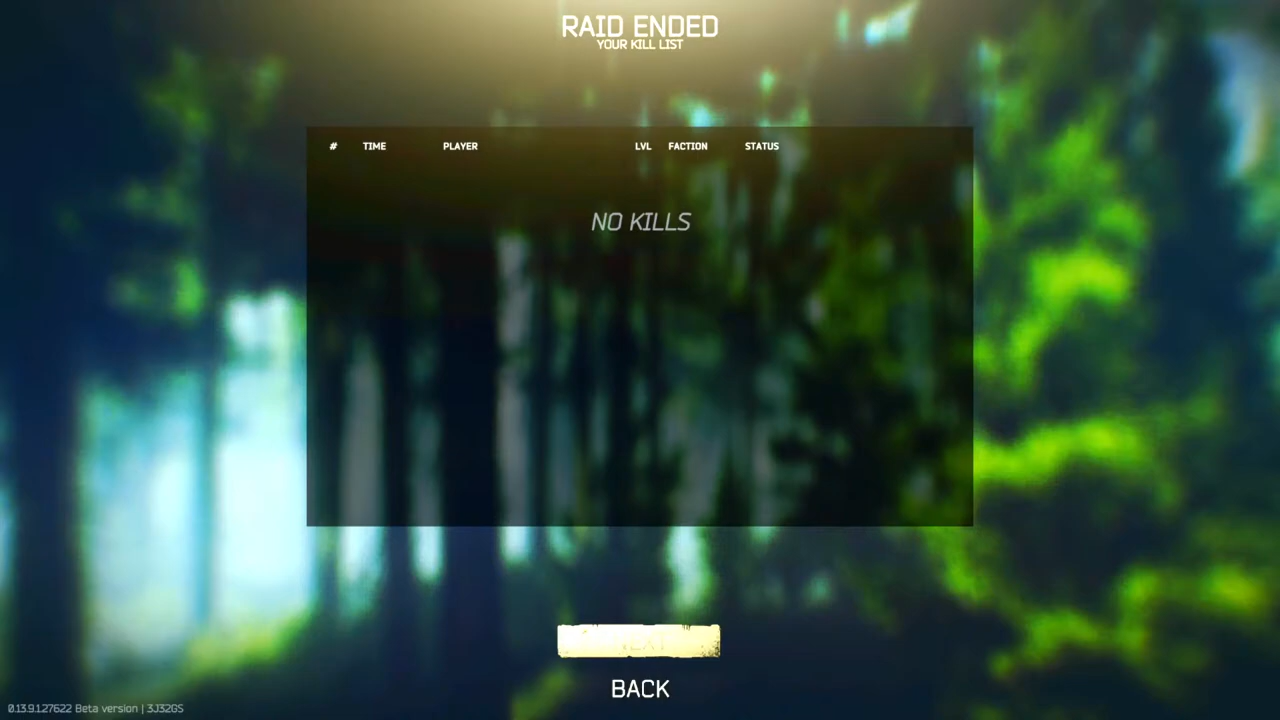 RAID ENDED
YOUR KILL LIST
# TIME PLAYER LVL FACTION STATUS
NO KILLS
NEXT
BACK
0.13.9.1.27622 Beta version | 3J32GS